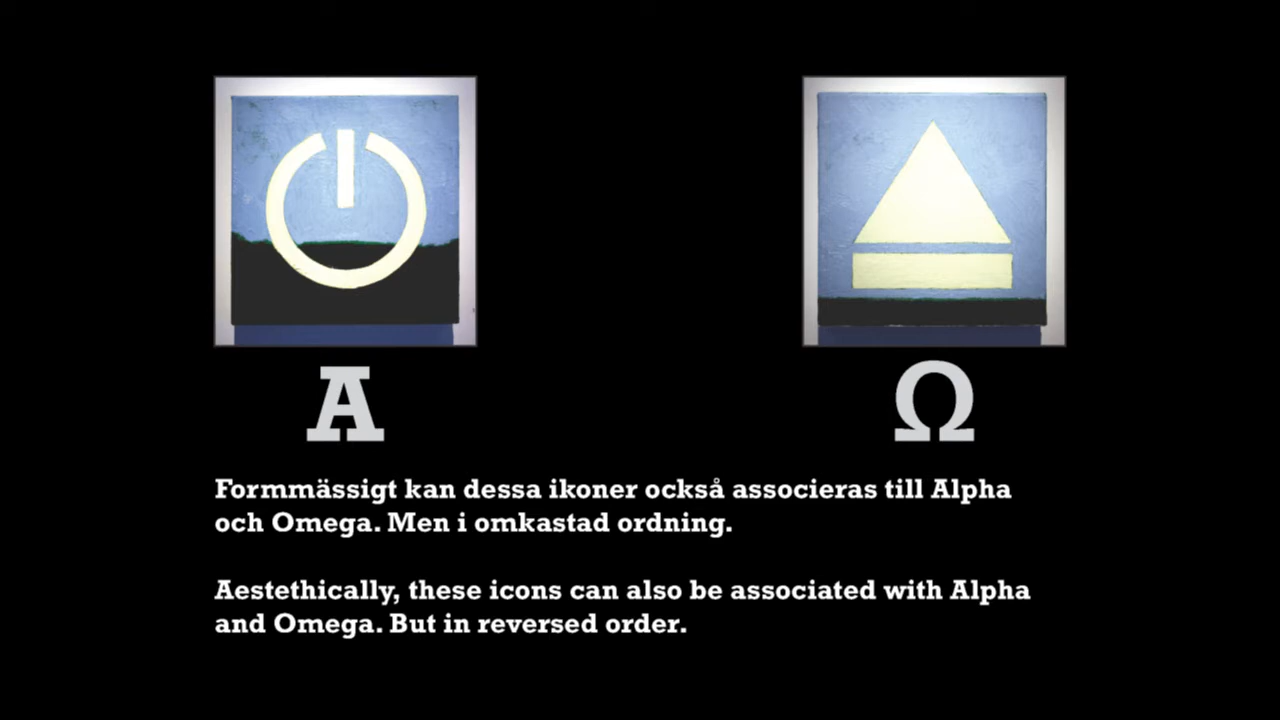 Α Ω
Formmässigt kan dessa ikoner också associeras till Alpha
och Omega. Men i omkastad ordning.
Aestethically, these icons can also be associated with Alpha
and Omega. But in reversed order.